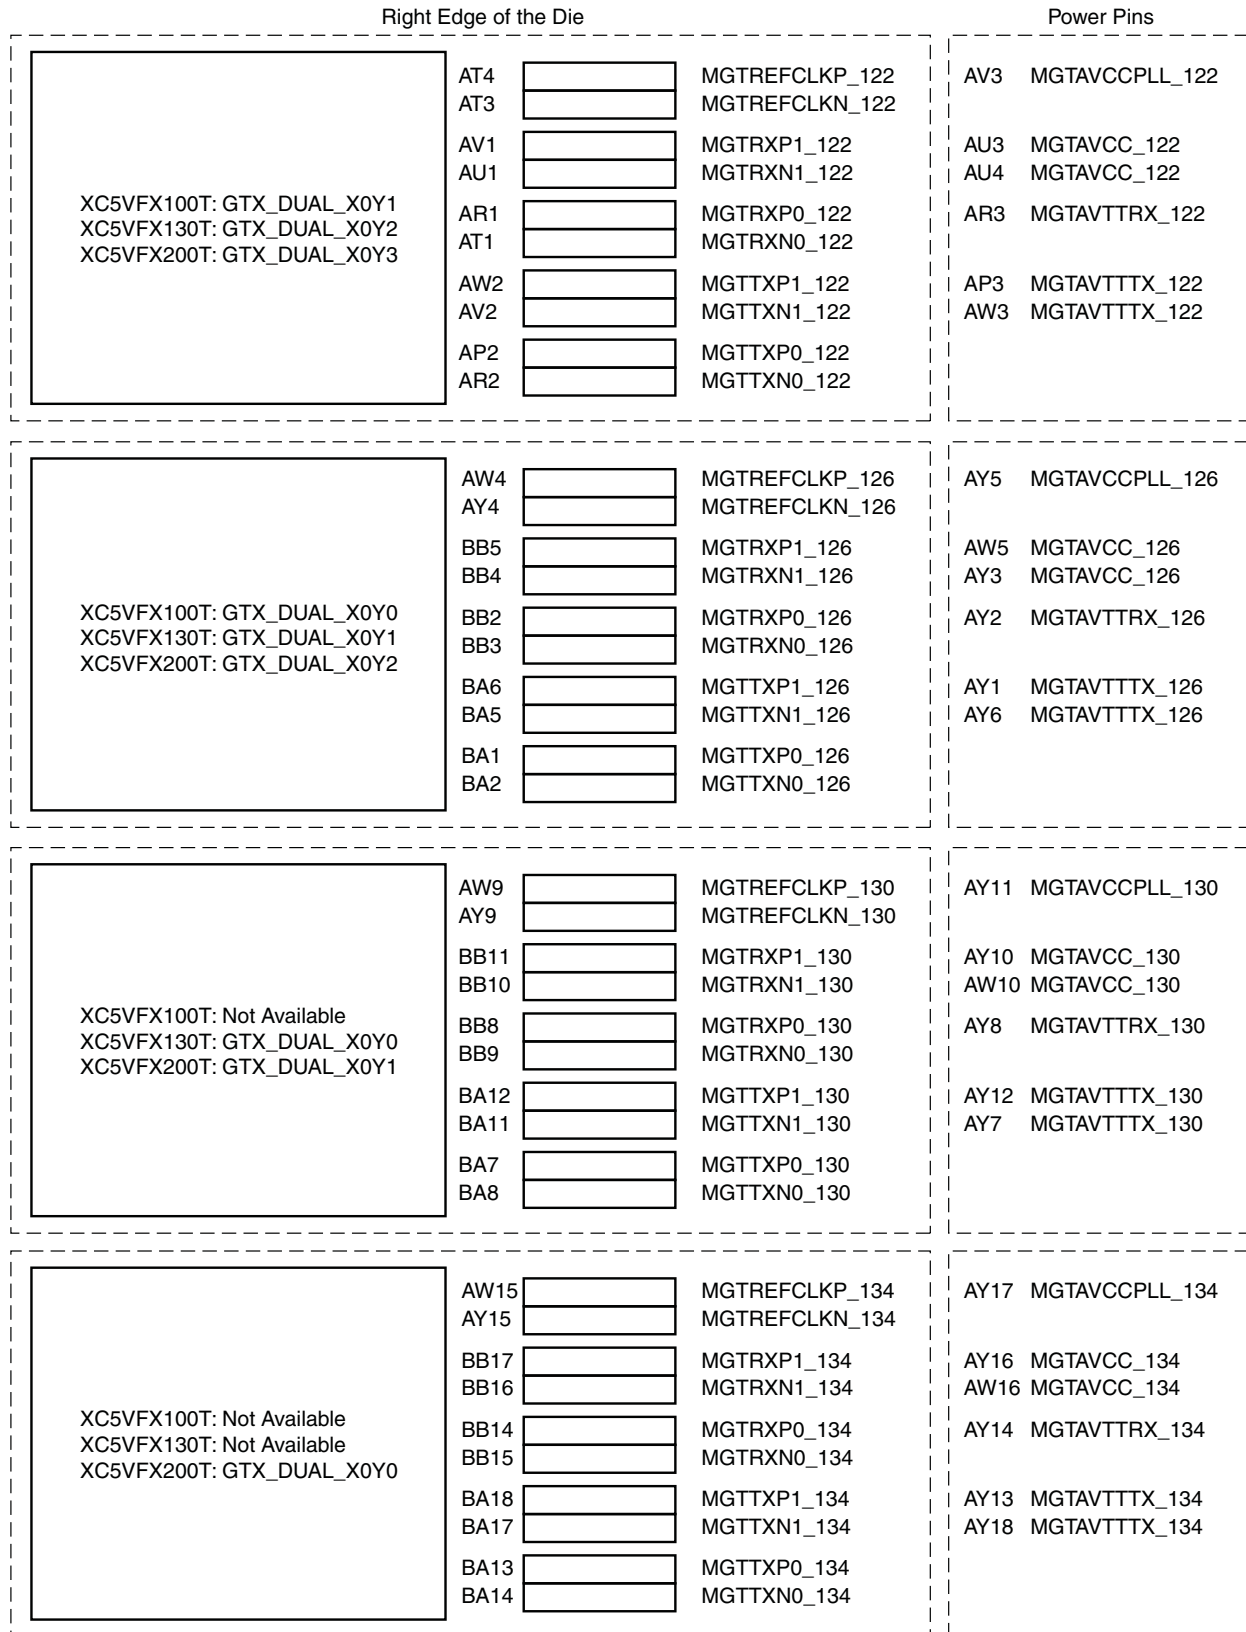 Right Edge of the Die Power Pins
AT4 MGTREFCLKP_122 AV3 MGTAVCCPLL_122
AT3 MGTREFCLKN_122
AV1 MGTRXP1_122 AU3 MGTAVCC_122
AU1 MGTRXN1_122 AU4 MGTAVCC_122
XC5VFX100T: GTX_DUAL_X0Y1
XC5VFX130T: GTX_DUAL_X0Y2
XC5VFX200T: GTX_DUAL_X0Y3
AR1 MGTRXP0_122 AR3 MGTAVTTRX_122
AT1 MGTRXN0_122
AW2 MGTTXP1_122 AP3 MGTAVTTTX_122
AV2 MGTTXN1_122 AW3 MGTAVTTTX_122
AP2 MGTTXP0_122
AR2 MGTTXN0_122
AW4 MGTREFCLKP_126 AY5 MGTAVCCPLL_126
AY4 MGTREFCLKN_126
BB5 MGTRXP1_126 AW5 MGTAVCC_126
BB4 MGTRXN1_126 AY3 MGTAVCC_126
XC5VFX100T: GTX_DUAL_X0Y0
XC5VFX130T: GTX_DUAL_X0Y1
XC5VFX200T: GTX_DUAL_X0Y2
BB2 MGTRXP0_126 AY2 MGTAVTTRX_126
BB3 MGTRXN0_126
BA6 MGTTXP1_126 AY1 MGTAVTTTX_126
BA5 MGTTXN1_126 AY6 MGTAVTTTX_126
BA1 MGTTXP0_126
BA2 MGTTXN0_126
AW9 MGTREFCLKP_130 AY11 MGTAVCCPLL_130
AY9 MGTREFCLKN_130
BB11 MGTRXP1_130 AY10 MGTAVCC_130
BB10 MGTRXN1_130 AW10 MGTAVCC_130
XC5VFX100T: Not Available
XC5VFX130T: GTX_DUAL_X0Y0
XC5VFX200T: GTX_DUAL_X0Y1
BB8 MGTRXP0_130 AY8 MGTAVTTRX_130
BB9 MGTRXN0_130
BA12 MGTTXP1_130 AY12 MGTAVTTTX_130
BA11 MGTTXN1_130 AY7 MGTAVTTTX_130
BA7 MGTTXP0_130
BA8 MGTTXN0_130
AW15 MGTREFCLKP_134 AY17 MGTAVCCPLL_134
AY15 MGTREFCLKN_134
BB17 MGTRXP1_134 AY16 MGTAVCC_134
BB16 MGTRXN1_134 AW16 MGTAVCC_134
XC5VFX100T: Not Available
XC5VFX130T: Not Available
XC5VFX200T: GTX_DUAL_X0Y0
BB14 MGTRXP0_134 AY14 MGTAVTTRX_134
BB15 MGTRXN0_134
BA18 MGTTXP1_134 AY13 MGTAVTTTX_134
BA17 MGTTXN1_134 AY18 MGTAVTTTX_134
BA13 MGTTXP0_134
BA14 MGTTXN0_134